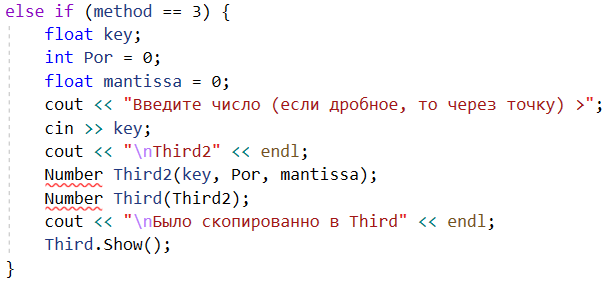 else if (method == 3) {
float key;
int Por = 0;
float mantissa = 0;
cout << "Введите число (если дробное, то через точку) >";
cin >> key;
cout << "\nThird2" << endl;
Number Third2(key, Por, mantissa);
Number Third(Third2);
cout << "\nБыло скопированно в Third" << endl;
Third.Show();
}